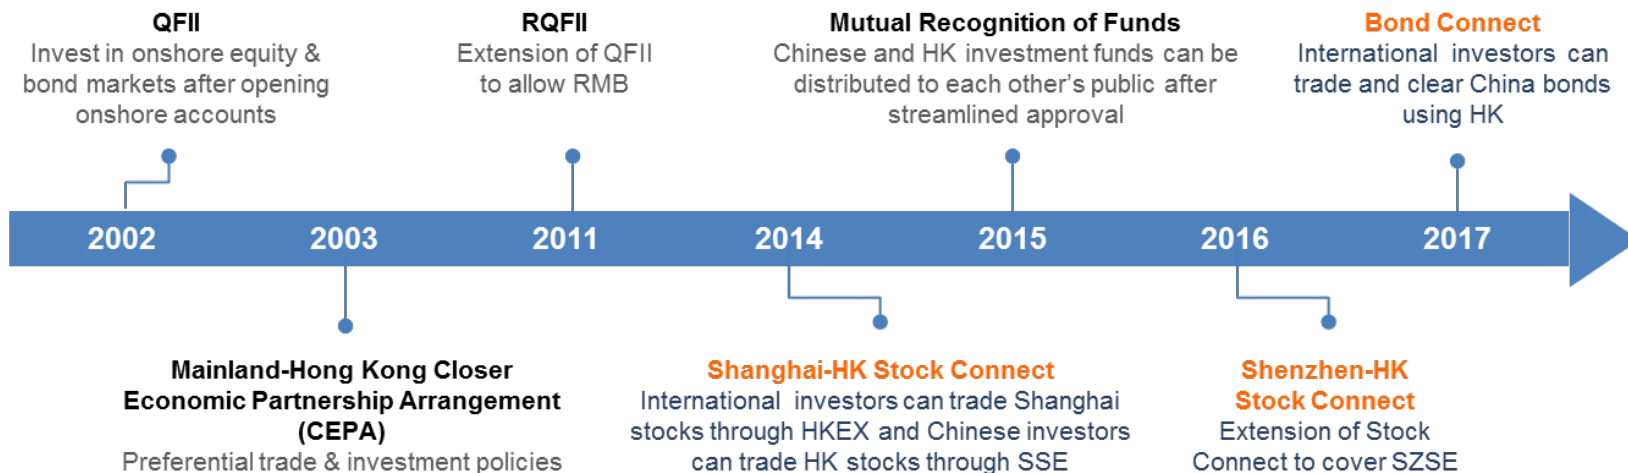 QFII
Invest in onshore equity &
bond markets after opening
onshore accounts
RQFII
Extension of QFII
to allow RMB
Mutual Recognition of Funds
Chinese and HK investment funds can be
distributed to each other's public after
streamlined approval
Bond Connect
International investors can
trade and clear China bonds
using HK
2002
2003
2011
2014
2015
2016
2017
Mainland-Hong Kong Closer
Economic Partnership Arrangement
(CEPA)
Preferential trade & investment policies
Shanghai-HK Stock Connect
International investors can trade Shanghai
stocks through HKEX and Chinese investors
can trade HK stocks through SSE
Shenzhen-HK
Stock Connect
Extension of Stock
Connect to cover SZSE